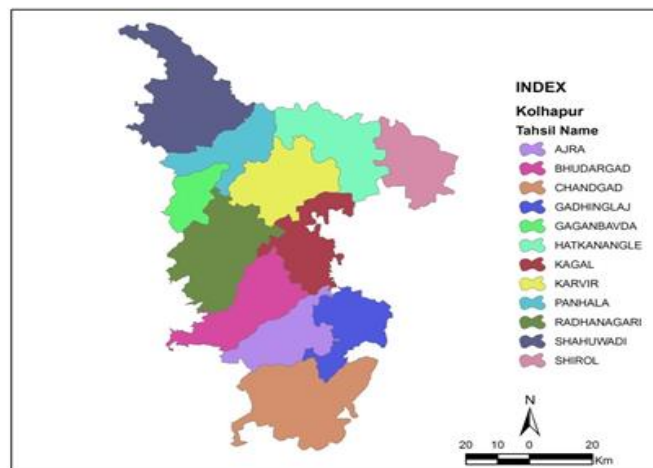 INDEX
Kolhapur
Tahsil Name
AJRA
BHUDARGAD
CHANDGAD
GADHINGLAJ
GAGANBAVDA
HATKANANGLE
KAGAL
KARVIR
PANHALA
RADHANAGARI
SHAHUWADI
SHIROL
N
20 10 0 20
Km